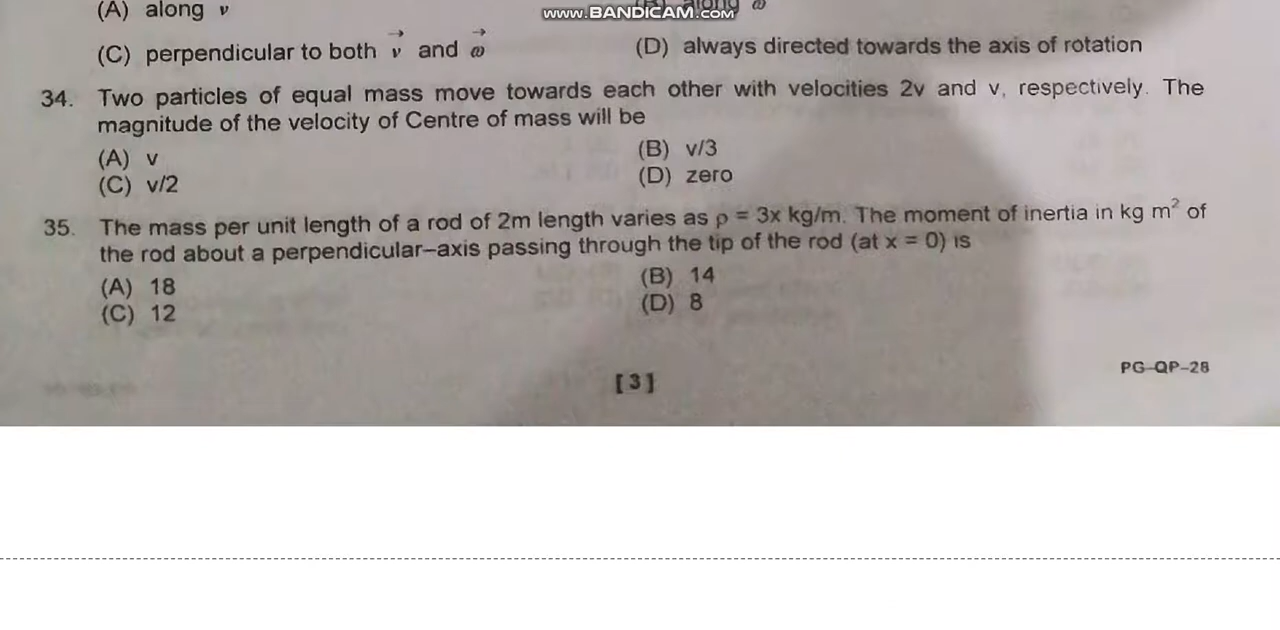 (A) along v
www.BANDICAM.com
(B) along ω
(C) perpendicular to both v⃗ and ω⃗
(D) always directed towards the axis of rotation
34. Two particles of equal mass move towards each other with velocities 2v and v, respectively. The
magnitude of the velocity of Centre of mass will be
(A) v
(B) v/3
(C) v/2
(D) zero
35. The mass per unit length of a rod of 2m length varies as ρ = 3x kg/m. The moment of inertia in kg m² of
the rod about a perpendicular–axis passing through the tip of the rod (at x = 0) is
(A) 18
(B) 14
(C) 12
(D) 8
[3]
PG–QP–28